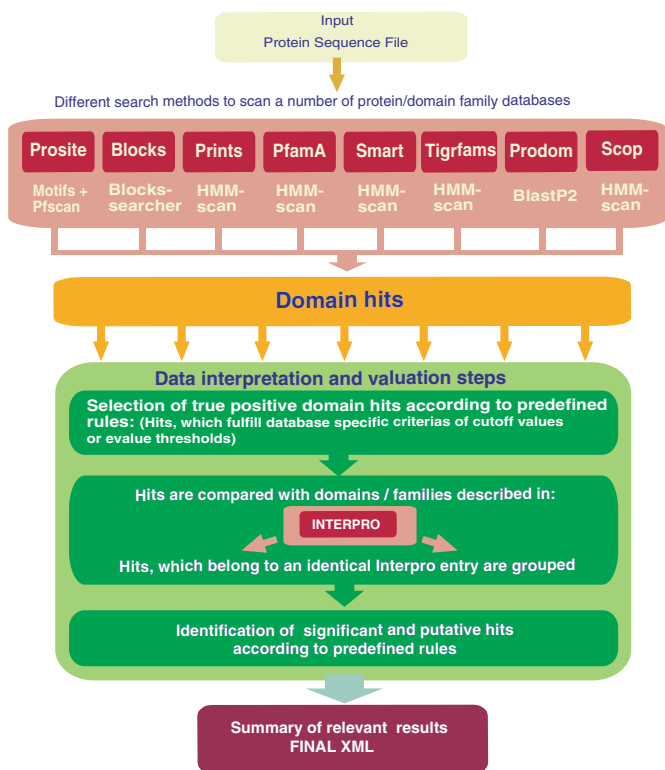 Input
Protein Sequence File
Different search methods to scan a number of protein/domain family databases
Prosite Blocks Prints PfamA Smart Tigrfams Prodom Scop
Motifs + Pfscan
Blocks-searcher
HMM-scan
HMM-scan
HMM-scan
HMM-scan
BlastP2
HMM-scan
Domain hits
Data interpretation and valuation steps
Selection of true positive domain hits according to predefined
rules: (Hits, which fulfill database specific criterias of cutoff values
or evalue thresholds)
Hits are compared with domains / families described in:
INTERPRO
Hits, which belong to an identical Interpro entry are grouped
Identification of significant and putative hits
according to predefined rules
Summary of relevant results
FINAL XML